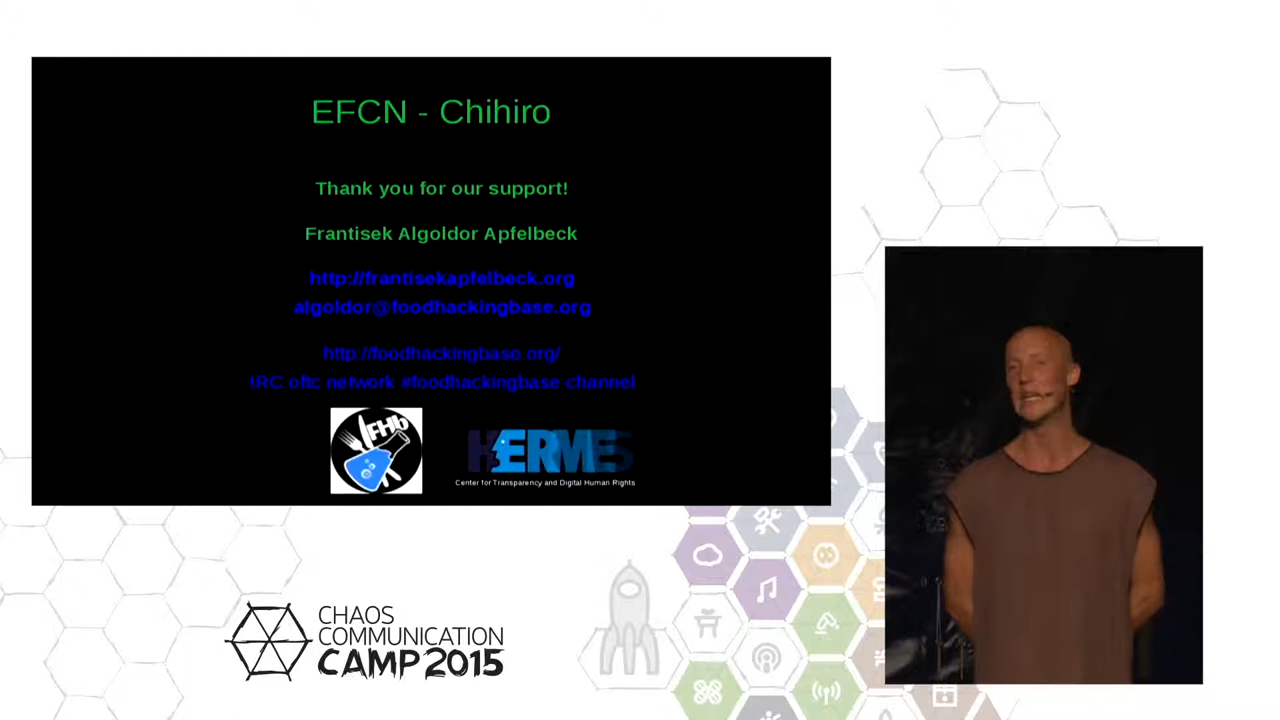 EFCN - Chihiro
Thank you for our support!
Frantisek Algoldor Apfelbeck
http://frantisekapfelbeck.org
algoldor@foodhackingbase.org
http://foodhackingbase.org/
IRC oftc network #foodhackingbase channel
FHb
HERMES
Center for Transparency and Digital Human Rights
CHAOS
COMMUNICATION
CAMP 2015